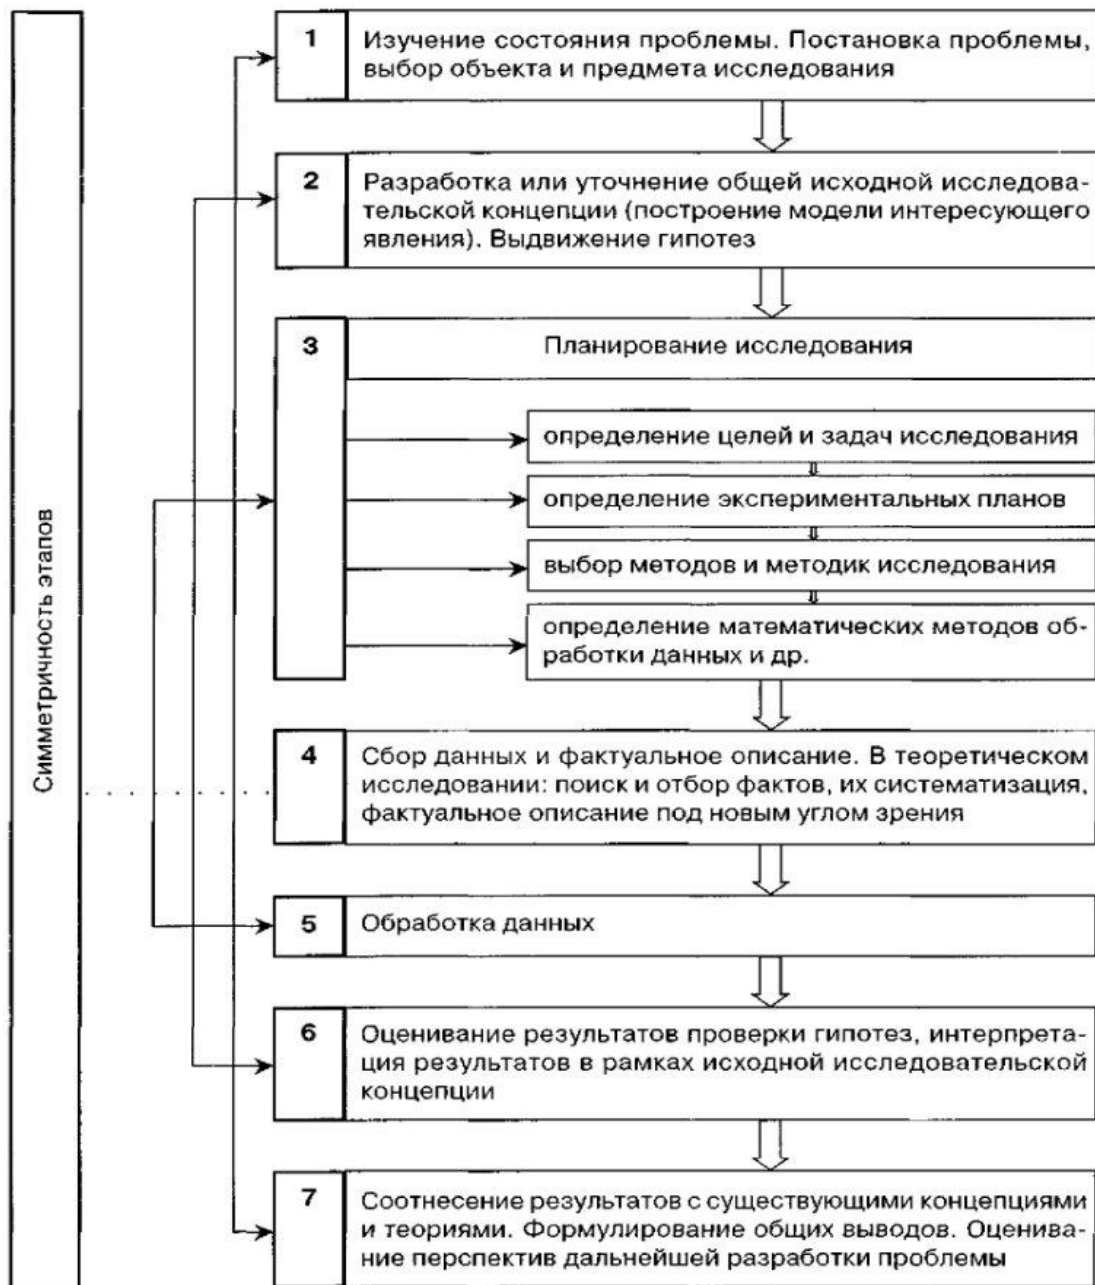 Симметричность этапов
1
Изучение состояния проблемы. Постановка проблемы,
выбор объекта и предмета исследования
2
Разработка или уточнение общей исходной исследова-
тельской концепции (построение модели интересующего
явления). Выдвижение гипотез
3
Планирование исследования
определение целей и задач исследования
определение экспериментальных планов
выбор методов и методик исследования
определение математических методов об-
работки данных и др.
4
Сбор данных и фактуальное описание. В теоретическом
исследовании: поиск и отбор фактов, их систематизация,
фактуальное описание под новым углом зрения
5
Обработка данных
6
Оценивание результатов проверки гипотез, интерпрета-
ция результатов в рамках исходной исследовательской
концепции
7
Соотнесение результатов с существующими концепциями
и теориями. Формулирование общих выводов. Оценива-
ние перспектив дальнейшей разработки проблемы